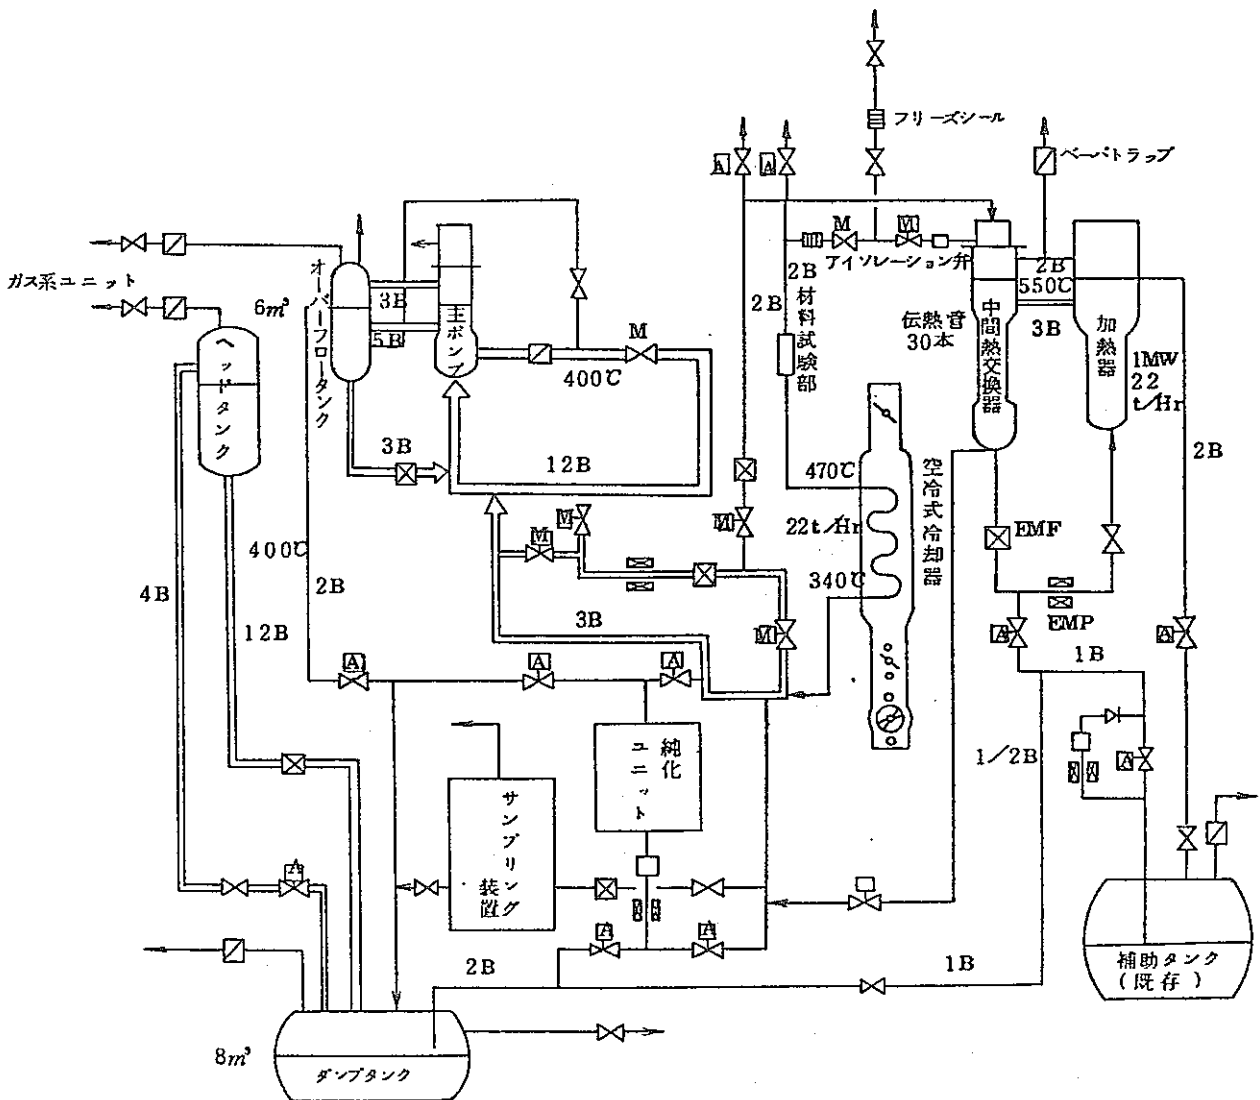 フリーズシール
ベーパトラップ
A
A
M
M
アイソレーション弁
ガス系ユニット
オーバーフロータンク
6m³
3B
5B
主ポンプ
M
400℃
2B
2B
材料試験部
伝熱管
30本
中間熱交換器
2B
550℃
3B
加熱器
1MW
22
t/Hr
ヘッドタンク
3B
12B
2B
470℃
22t/Hr
340℃
空冷式冷却器
M
M
M
M
EMF
EMP
400℃
2B
4B
12B
3B
A
A
A
A
A
1B
純化
ユニット
サンプリング
装置
1/2B
A
A
A
A
2B
1B
補助タンク
(既存)
8m³
ダンプタンク